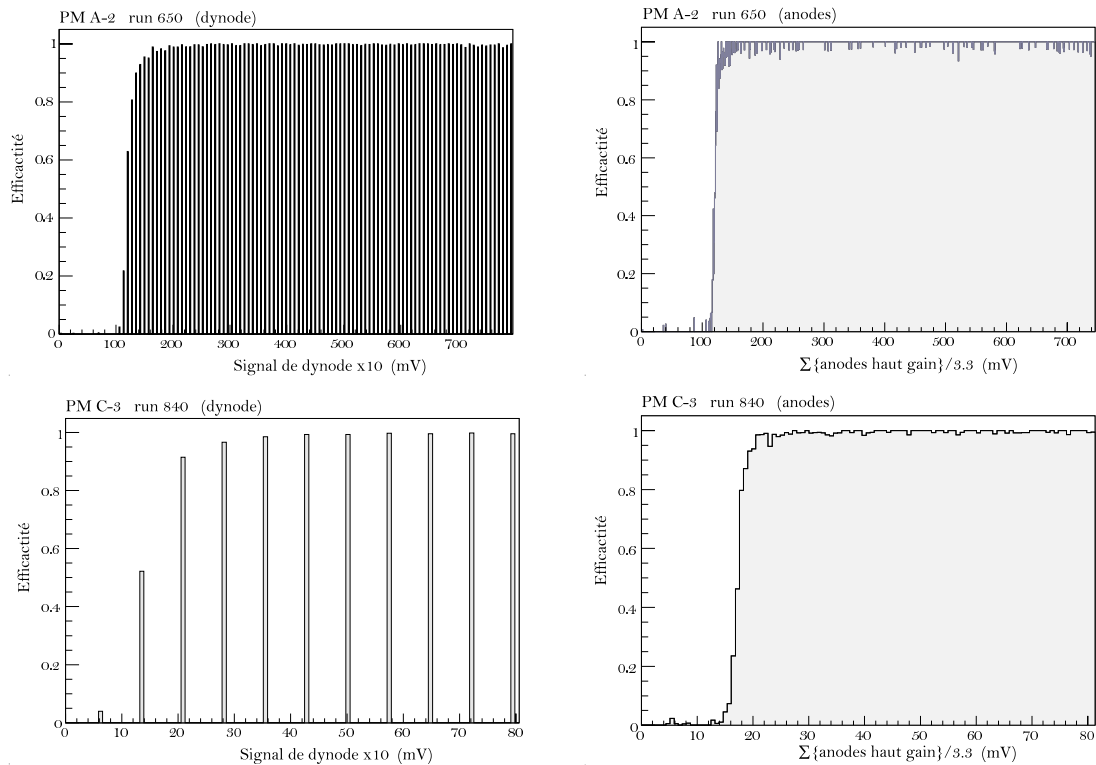 PM A-2 run 650 (dynode)
Efficactité
1
0.8
0.6
0.4
0.2
0
0 100 200 300 400 500 600 700
Signal de dynode x10 (mV)
PM A-2 run 650 (anodes)
Efficactité
1
0.8
0.6
0.4
0.2
0
0 100 200 300 400 500 600 700
Σ{anodes haut gain}/3.3 (mV)
PM C-3 run 840 (dynode)
Efficactité
1
0.8
0.6
0.4
0.2
0
0 10 20 30 40 50 60 70 80
Signal de dynode x10 (mV)
PM C-3 run 840 (anodes)
Efficactité
1
0.8
0.6
0.4
0.2
0
0 10 20 30 40 50 60 70 80
Σ{anodes haut gain}/3.3 (mV)